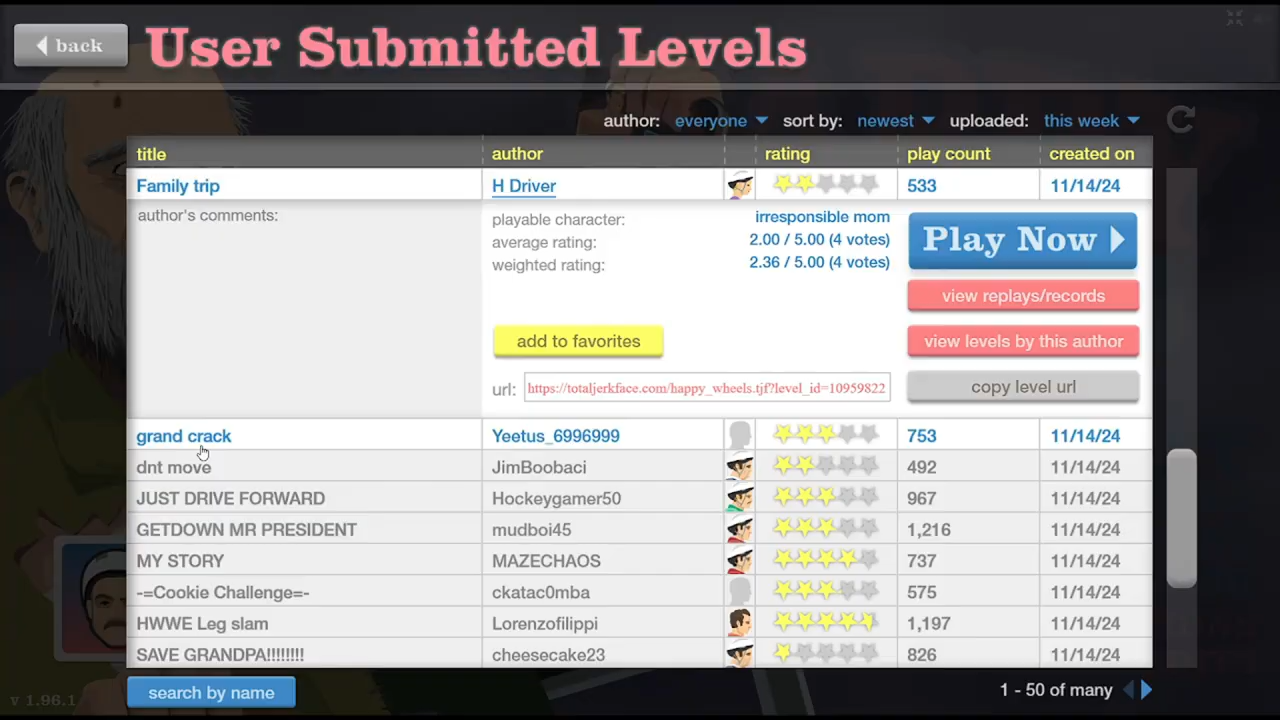 back
User Submitted Levels
author: everyone sort by: newest uploaded: this week
title author rating play count created on
Family trip H Driver 533 11/14/24
author's comments:
playable character: irresponsible mom
average rating: 2.00 / 5.00 (4 votes)
weighted rating: 2.36 / 5.00 (4 votes)
Play Now
view replays/records
add to favorites
view levels by this author
url: https://totaljerkface.com/happy_wheels.tjf?level_id=10959822
copy level url
grand crack Yeetus_6996999 753 11/14/24
dnt move JimBoobaci 492 11/14/24
JUST DRIVE FORWARD Hockeygamer50 967 11/14/24
GETDOWN MR PRESIDENT mudboi45 1,216 11/14/24
MY STORY MAZECHAOS 737 11/14/24
-=Cookie Challenge=- ckatac0mba 575 11/14/24
HWWE Leg slam Lorenzofilippi 1,197 11/14/24
SAVE GRANDPA!!!!!!!! cheesecake23 826 11/14/24
search by name
1 - 50 of many
v 1.96.1